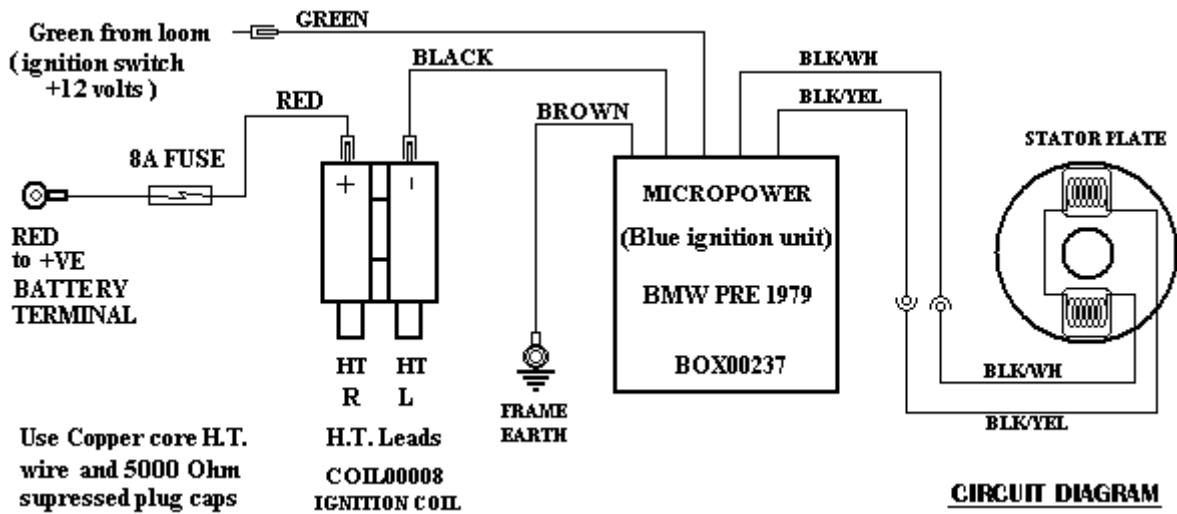 Green from loom
( ignition switch
+12 volts )
GREEN
BLACK
RED
BROWN
BLK/WH
BLK/YEL
8A FUSE
RED
to +VE
BATTERY
TERMINAL
+
-
HT
HT
R
L
H.T. Leads
COIL00008
IGNITION COIL
FRAME
EARTH
MICROPOWER
(Blue ignition unit)
BMW PRE 1979
BOX00237
STATOR PLATE
BLK/WH
BLK/YEL
Use Copper core H.T.
wire and 5000 Ohm
supressed plug caps
CIRCUIT DIAGRAM